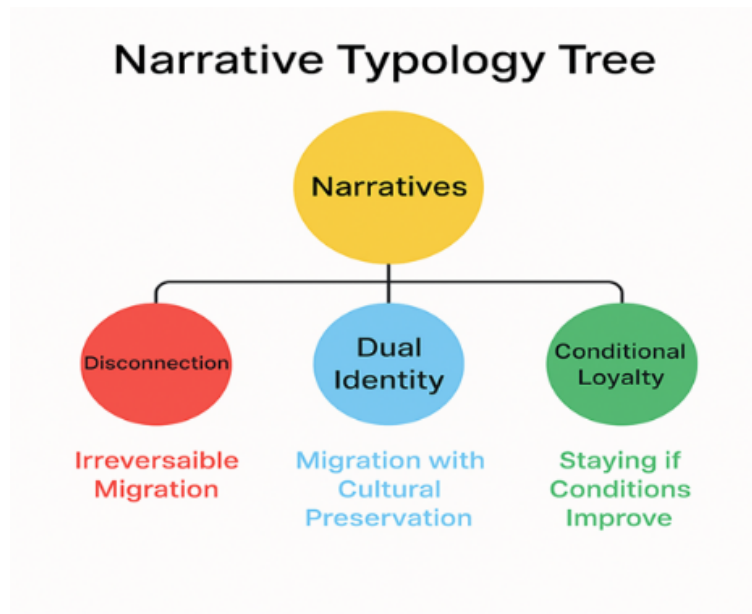 Narrative Typology Tree
Narratives
Disconnection
Dual
Identity
Conditional
Loyalty
Irreversaible
Migration
Migration with
Cultural
Preservation
Staying if
Conditions
Improve